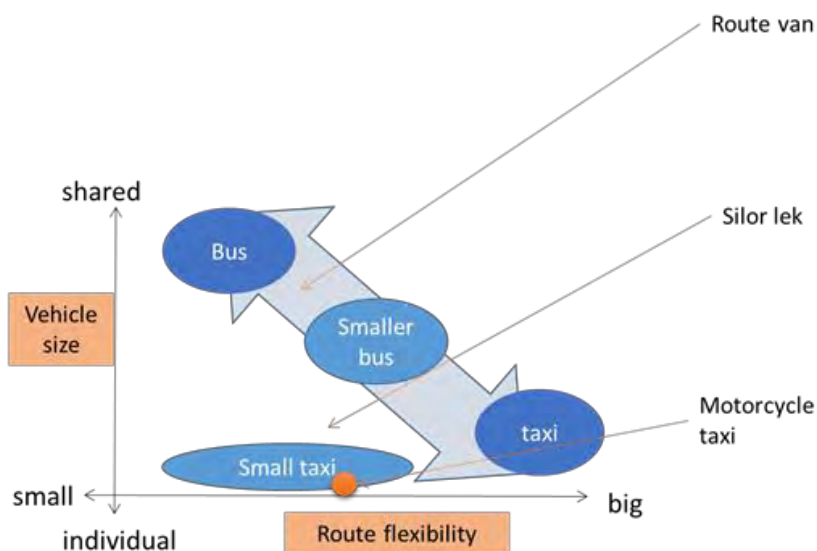 Route van
shared
Silor lek
Bus
Vehicle
size
Smaller
bus
Motorcycle
taxi
taxi
Small taxi
small
big
individual
Route flexibility